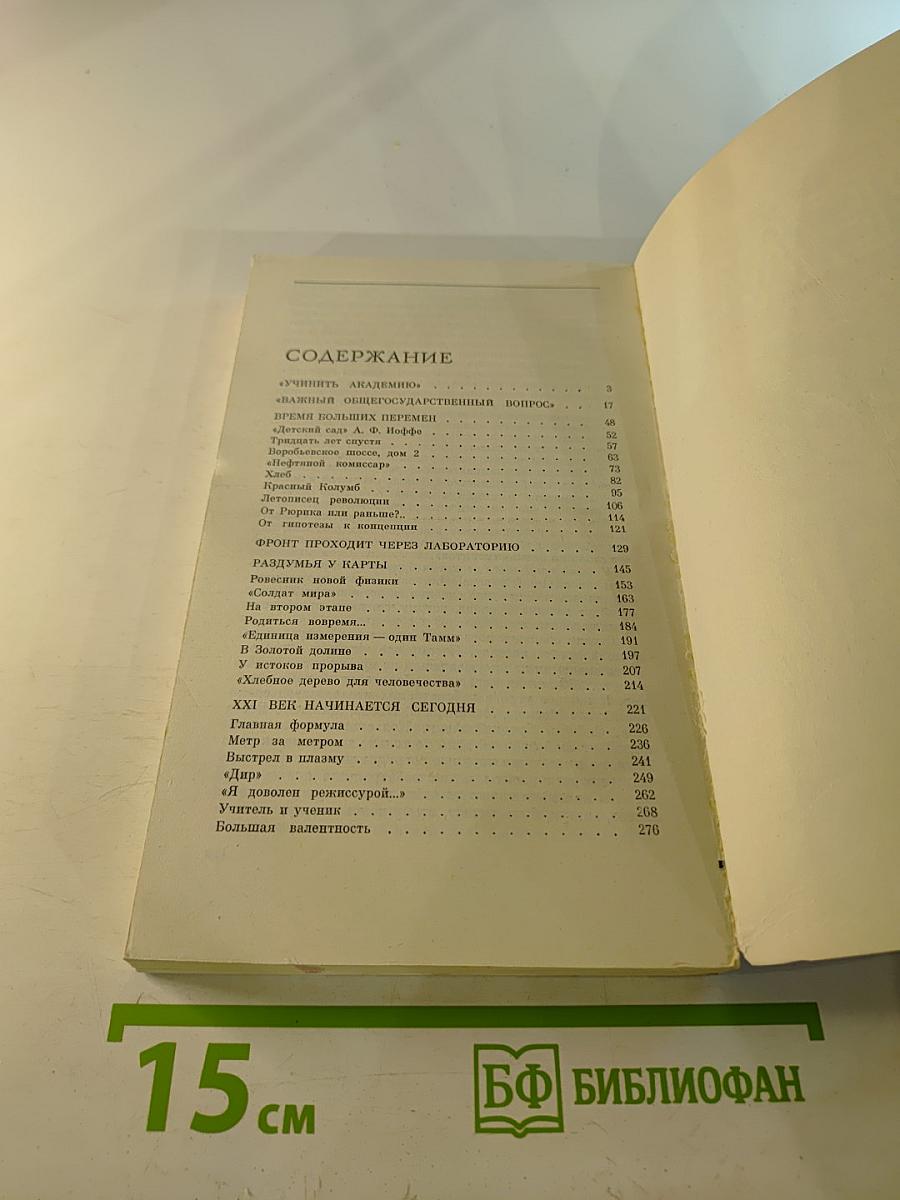 СОДЕРЖАНИЕ
«УЧИНИТЬ АКАДЕМИЮ» . . . . . . . . . . . . 3
«ВАЖНЫЙ ОБЩЕГОСУДАРСТВЕННЫЙ ВОПРОС» . . 17
ВРЕМЯ БОЛЬШИХ ПЕРЕМЕН . . . . . . . . . . . 48
«Детский сад» А. Ф. Иоффе . . . . . . . . . . . . 52
Тридцать лет спустя . . . . . . . . . . . . . . . 57
Воробьевское шоссе, дом 2 . . . . . . . . . . . . 63
«Нефтяной комиссар» . . . . . . . . . . . . . . 73
Хлеб . . . . . . . . . . . . . . . . . . . . . 82
Красный Колумб . . . . . . . . . . . . . . . . 95
Летописец революции . . . . . . . . . . . . . . 106
От Рюрика или раньше?.. . . . . . . . . . . . . 114
От гипотезы к концепции . . . . . . . . . . . . 121
ФРОНТ ПРОХОДИТ ЧЕРЕЗ ЛАБОРАТОРИЮ . . . . . 129
РАЗДУМЬЯ У КАРТЫ . . . . . . . . . . . . . . 145
Ровесник новой физики . . . . . . . . . . . . . 153
«Солдат мира» . . . . . . . . . . . . . . . . . 163
На втором этапе . . . . . . . . . . . . . . . . 177
Родиться вовремя... . . . . . . . . . . . . . . . 184
«Единица измерения — один Тамм» . . . . . . . . . 191
В Золотой долине . . . . . . . . . . . . . . . . 197
У истоков прорыва . . . . . . . . . . . . . . . 207
«Хлебное дерево для человечества» . . . . . . . . . 214
XXI ВЕК НАЧИНАЕТСЯ СЕГОДНЯ . . . . . . . . 221
Главная формула . . . . . . . . . . . . . . . . 226
Метр за метром . . . . . . . . . . . . . . . . 236
Выстрел в плазму . . . . . . . . . . . . . . . . 241
«Дир» . . . . . . . . . . . . . . . . . . . . 249
«Я доволен режиссурой...» . . . . . . . . . . . . 262
Учитель и ученик . . . . . . . . . . . . . . . . 268
Большая валентность . . . . . . . . . . . . . . 276
15 см
БФ БИБЛИОФАН